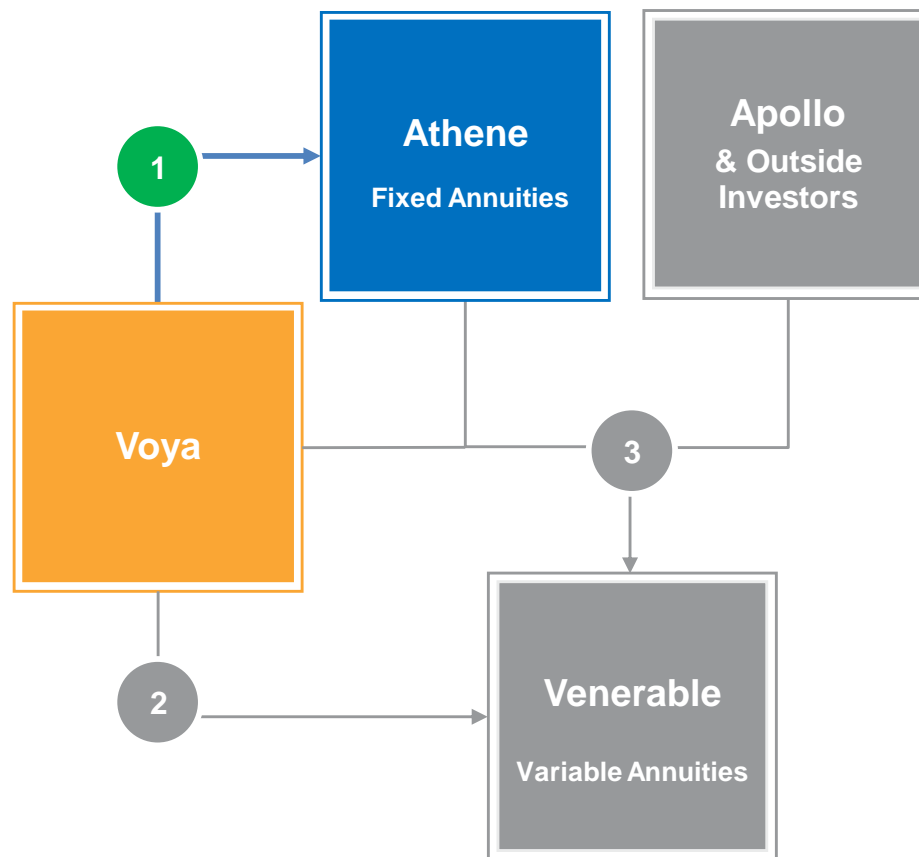 Athene
Fixed Annuities
Apollo
& Outside
Investors
1
Voya
3
2
Venerable
Variable Annuities